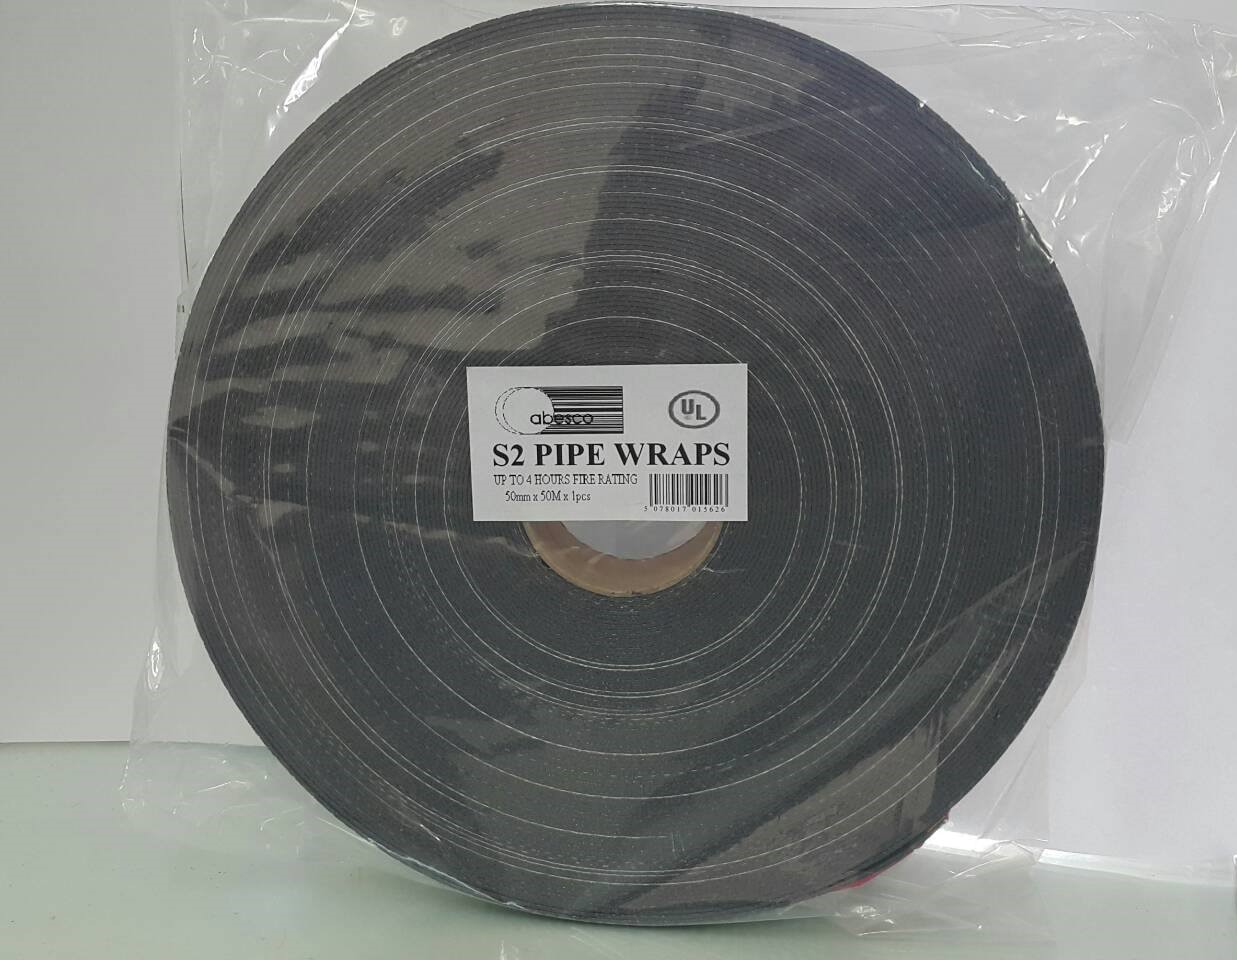 abesco
UL
S2 PIPE WRAPS
UP TO 4 HOURS FIRE RATING
50mm x 50M x 1pcs
5 078017 015626